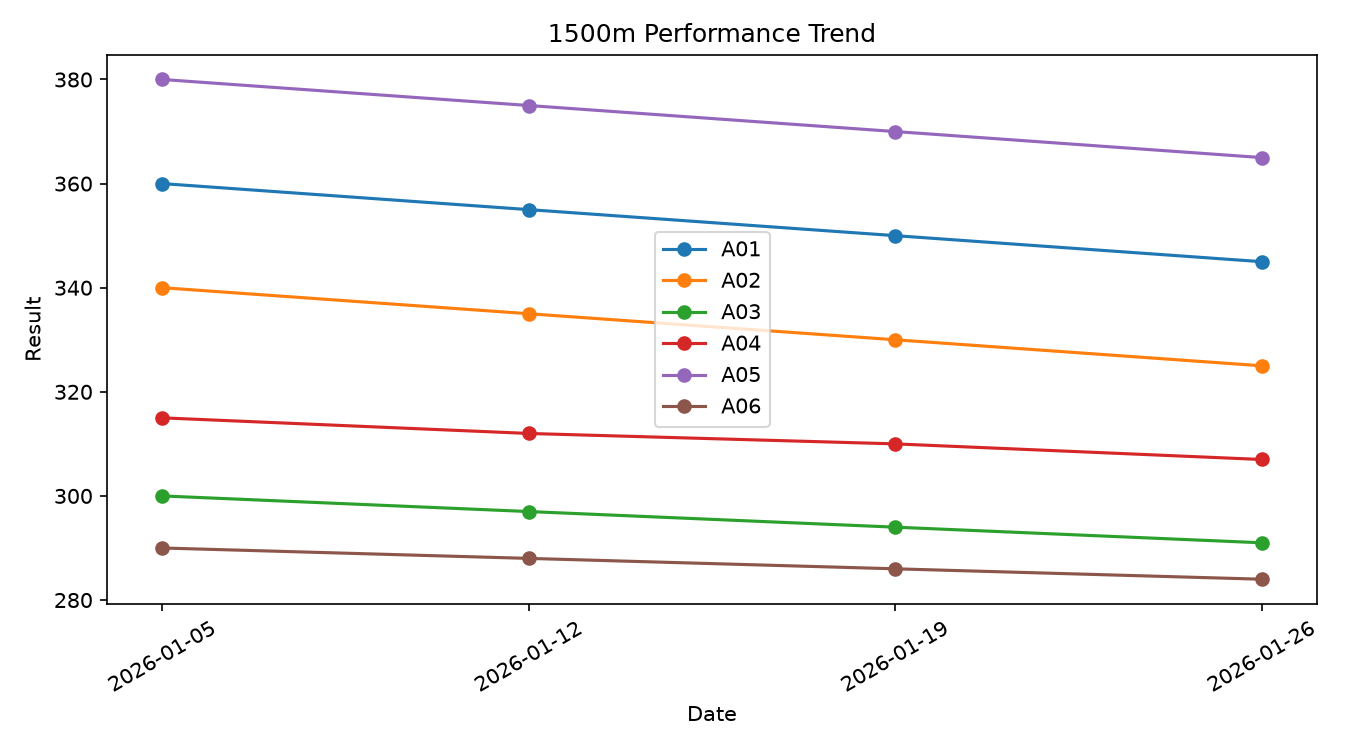 1500m Performance Trend
380
360
340
320
300
280
Result
A01
A02
A03
A04
A05
A06
2026-01-05
2026-01-12
2026-01-19
2026-01-26
Date